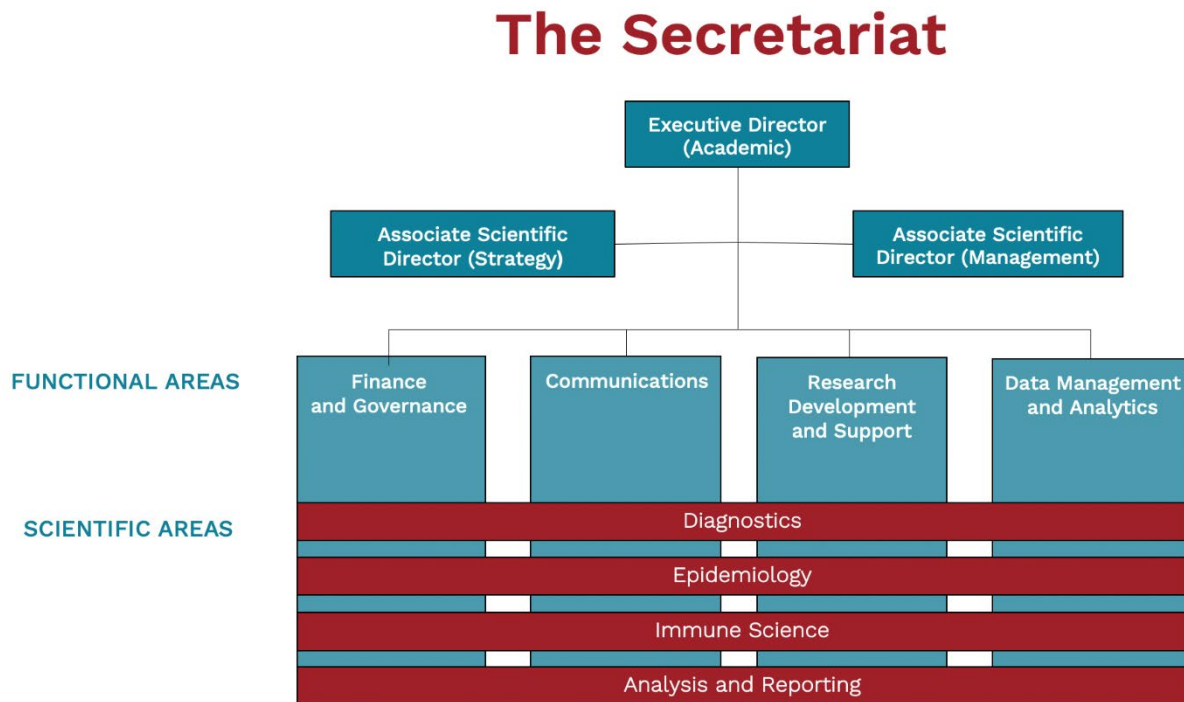 The Secretariat
Executive Director
(Academic)
Associate Scientific
Director (Strategy)
Associate Scientific
Director (Management)
FUNCTIONAL AREAS
Finance
and Governance
Communications
Research
Development
and Support
Data Management
and Analytics
SCIENTIFIC AREAS
Diagnostics
Epidemiology
Immune Science
Analysis and Reporting